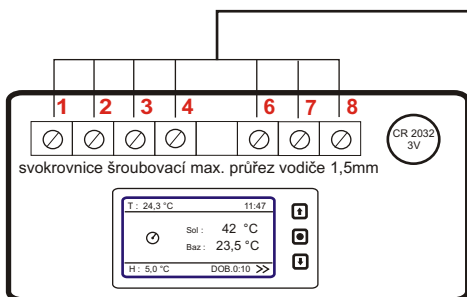 1 2 3 4 6 7 8
CR 2032
3V
svokrovnice šroubovací max. průřez vodiče 1,5mm
T : 24,3 °C 11:47
Sol : 42 °C
Baz : 23,5 °C
H : 5,0 °C DOB.0:10 >>